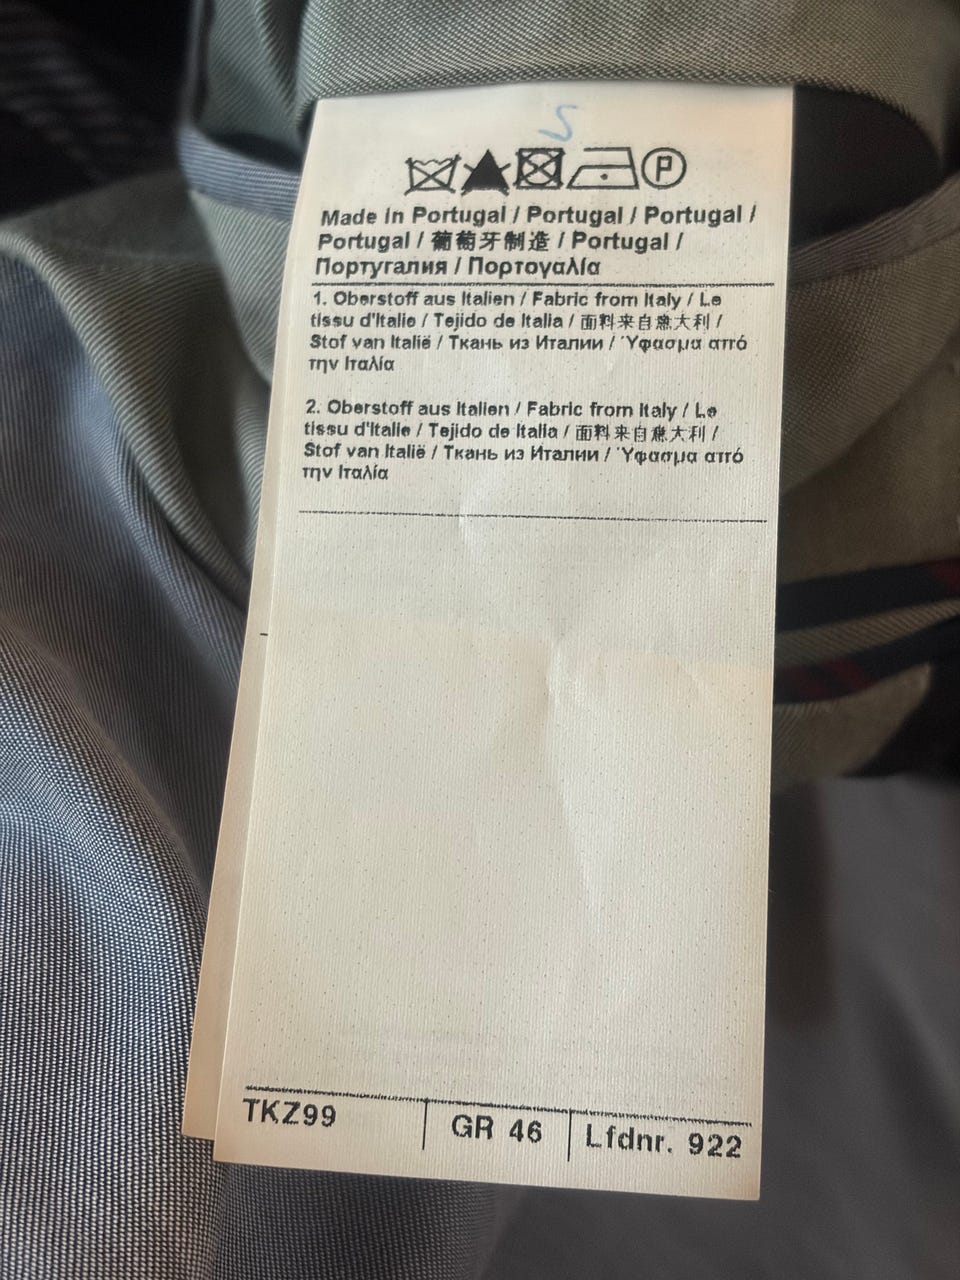 S
Made in Portugal / Portugal / Portugal /
Portugal / 葡萄牙制造 / Portugal /
Португалия / Πορτογαλία
1. Oberstoff aus Italien / Fabric from Italy / Le
tissu d'Italie / Tejido de Italia / 面料来自意大利 /
Stof van Italië / Ткань из Италии / Ύφασμα από
την Ιταλία
2. Oberstoff aus Italien / Fabric from Italy / Le
tissu d'Italie / Tejido de Italia / 面料来自意大利 /
Stof van Italië / Ткань из Италии / Ύφασμα από
την Ιταλία
TKZ99 GR 46 Lfdnr. 922